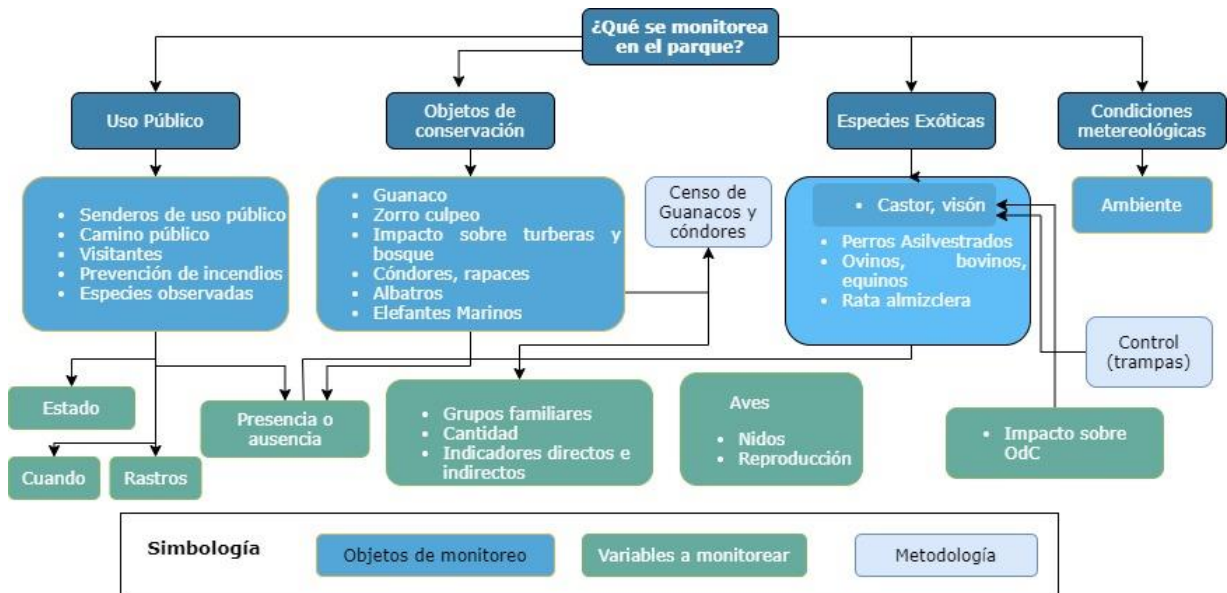 ¿Qué se monitorea
en el parque?
Uso Público
Objetos de
conservación
Especies Exóticas
Condiciones
metereológicas
• Senderos de uso público
• Camino público
• Visitantes
• Prevención de incendios
• Especies observadas
• Guanaco
• Zorro culpeo
• Impacto sobre turberas y
bosque
• Cóndores, rapaces
• Albatros
• Elefantes Marinos
Censo de
Guanacos y
cóndores
• Castor, visón
• Perros Asilvestrados
• Ovinos, bovinos,
equinos
• Rata almizclera
Ambiente
Control
(trampas)
Estado
Cuando
Rastros
Presencia o
ausencia
• Grupos familiares
• Cantidad
• Indicadores directos e
indirectos
Aves
• Nidos
• Reproducción
• Impacto sobre
OdC
Simbología
Objetos de monitoreo
Variables a monitorear
Metodología